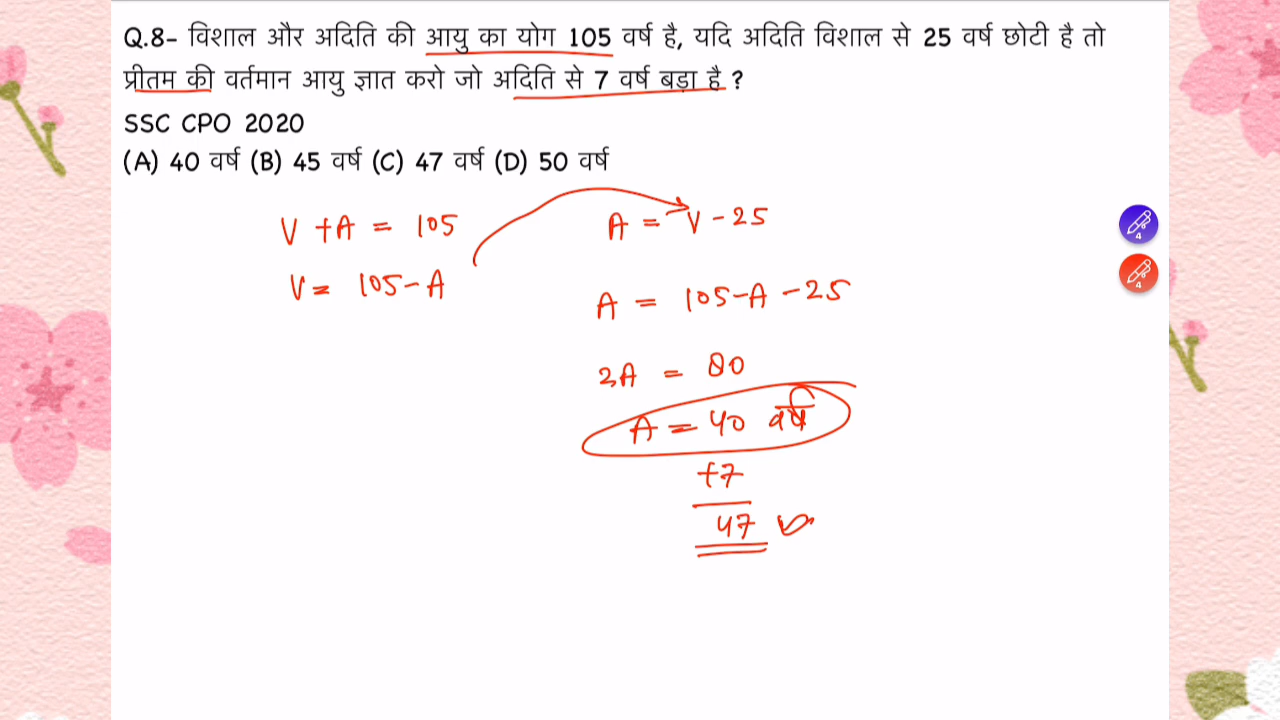 Q.8- विशाल और अदिति की आयु का योग 105 वर्ष है, यदि अदिति विशाल से 25 वर्ष छोटी है तो
प्रीतम की वर्तमान आयु ज्ञात करो जो अदिति से 7 वर्ष बड़ा है ?
SSC CPO 2020
(A) 40 वर्ष (B) 45 वर्ष (C) 47 वर्ष (D) 50 वर्ष
V + A = 105
V = 105 - A
A = V - 25
A = 105 - A - 25
2A = 80
A = 40 वर्ष
+7
47
4
4